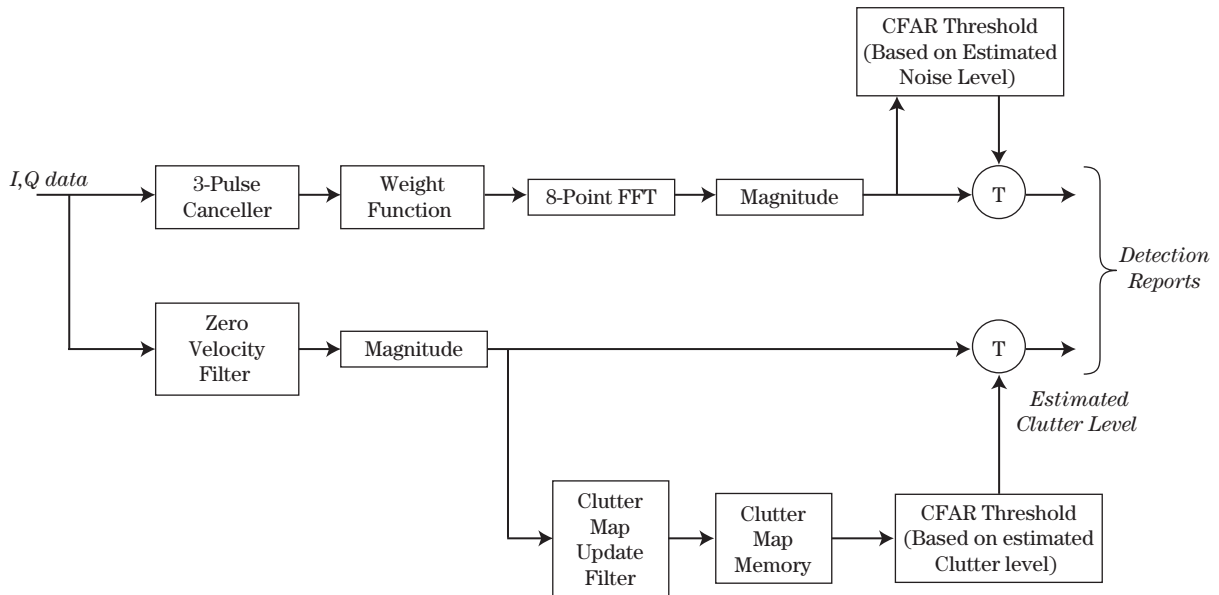 CFAR Threshold
(Based on Estimated
Noise Level)
I,Q data
3-Pulse
Canceller
Weight
Function
8-Point FFT
Magnitude
T
Detection
Reports
Zero
Velocity
Filter
Magnitude
T
Estimated
Clutter Level
Clutter
Map
Update
Filter
Clutter
Map
Memory
CFAR Threshold
(Based on estimated
Clutter level)